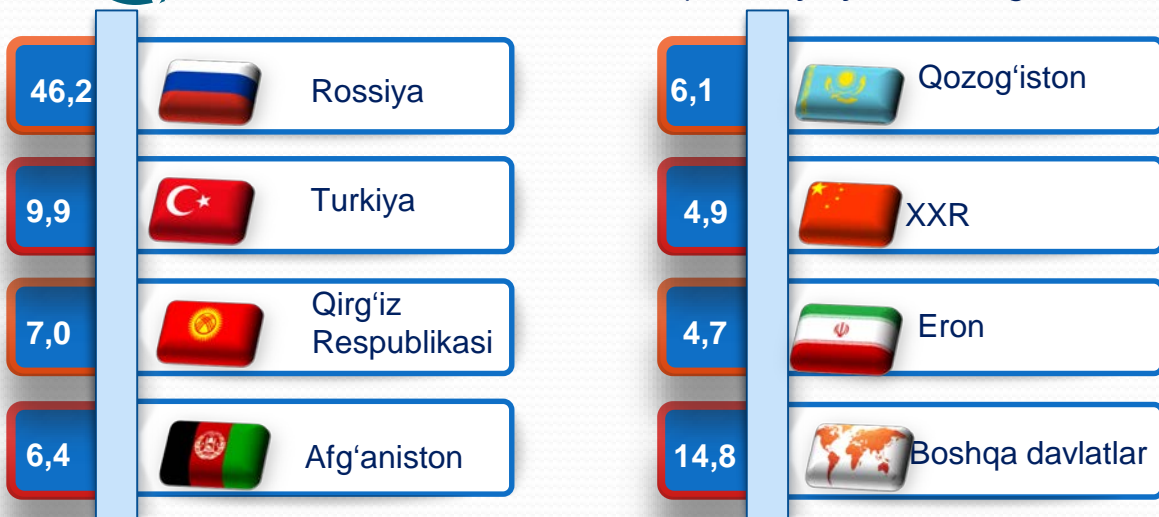 46,2
Rossiya
9,9
Turkiya
7,0
Qirg‘iz
Respublikasi
6,4
Afg‘aniston
6,1
Qozog‘iston
4,9
XXR
4,7
Eron
14,8
Boshqa davlatlar